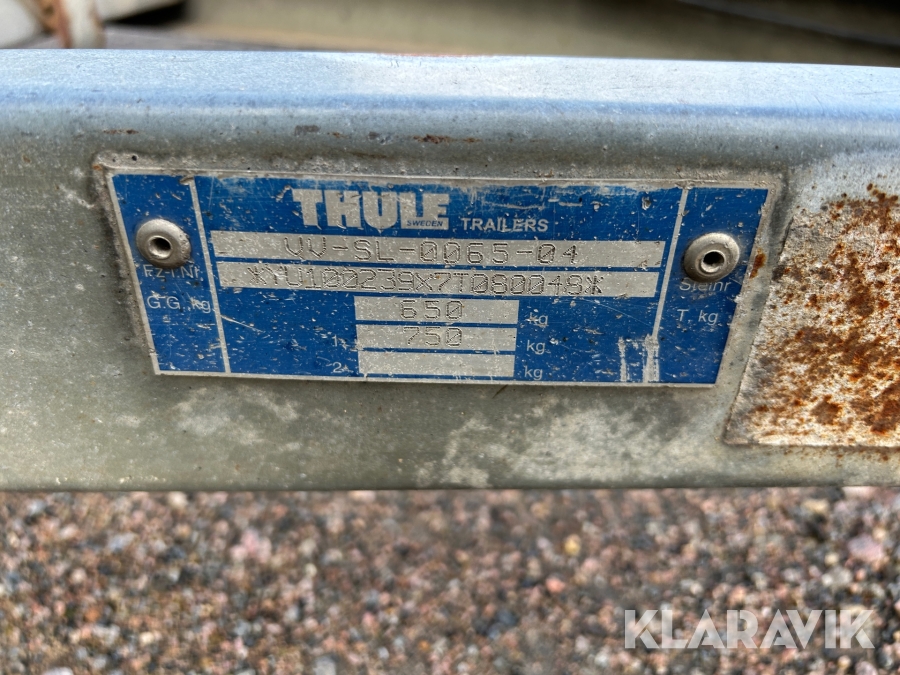 THULE
SWEDEN TRAILERS
VV-SL-0065-04
Fz-I.Nr.
G.G. kg
650 kg
T. kg
1- 750 kg
2- kg
KLARAVIK